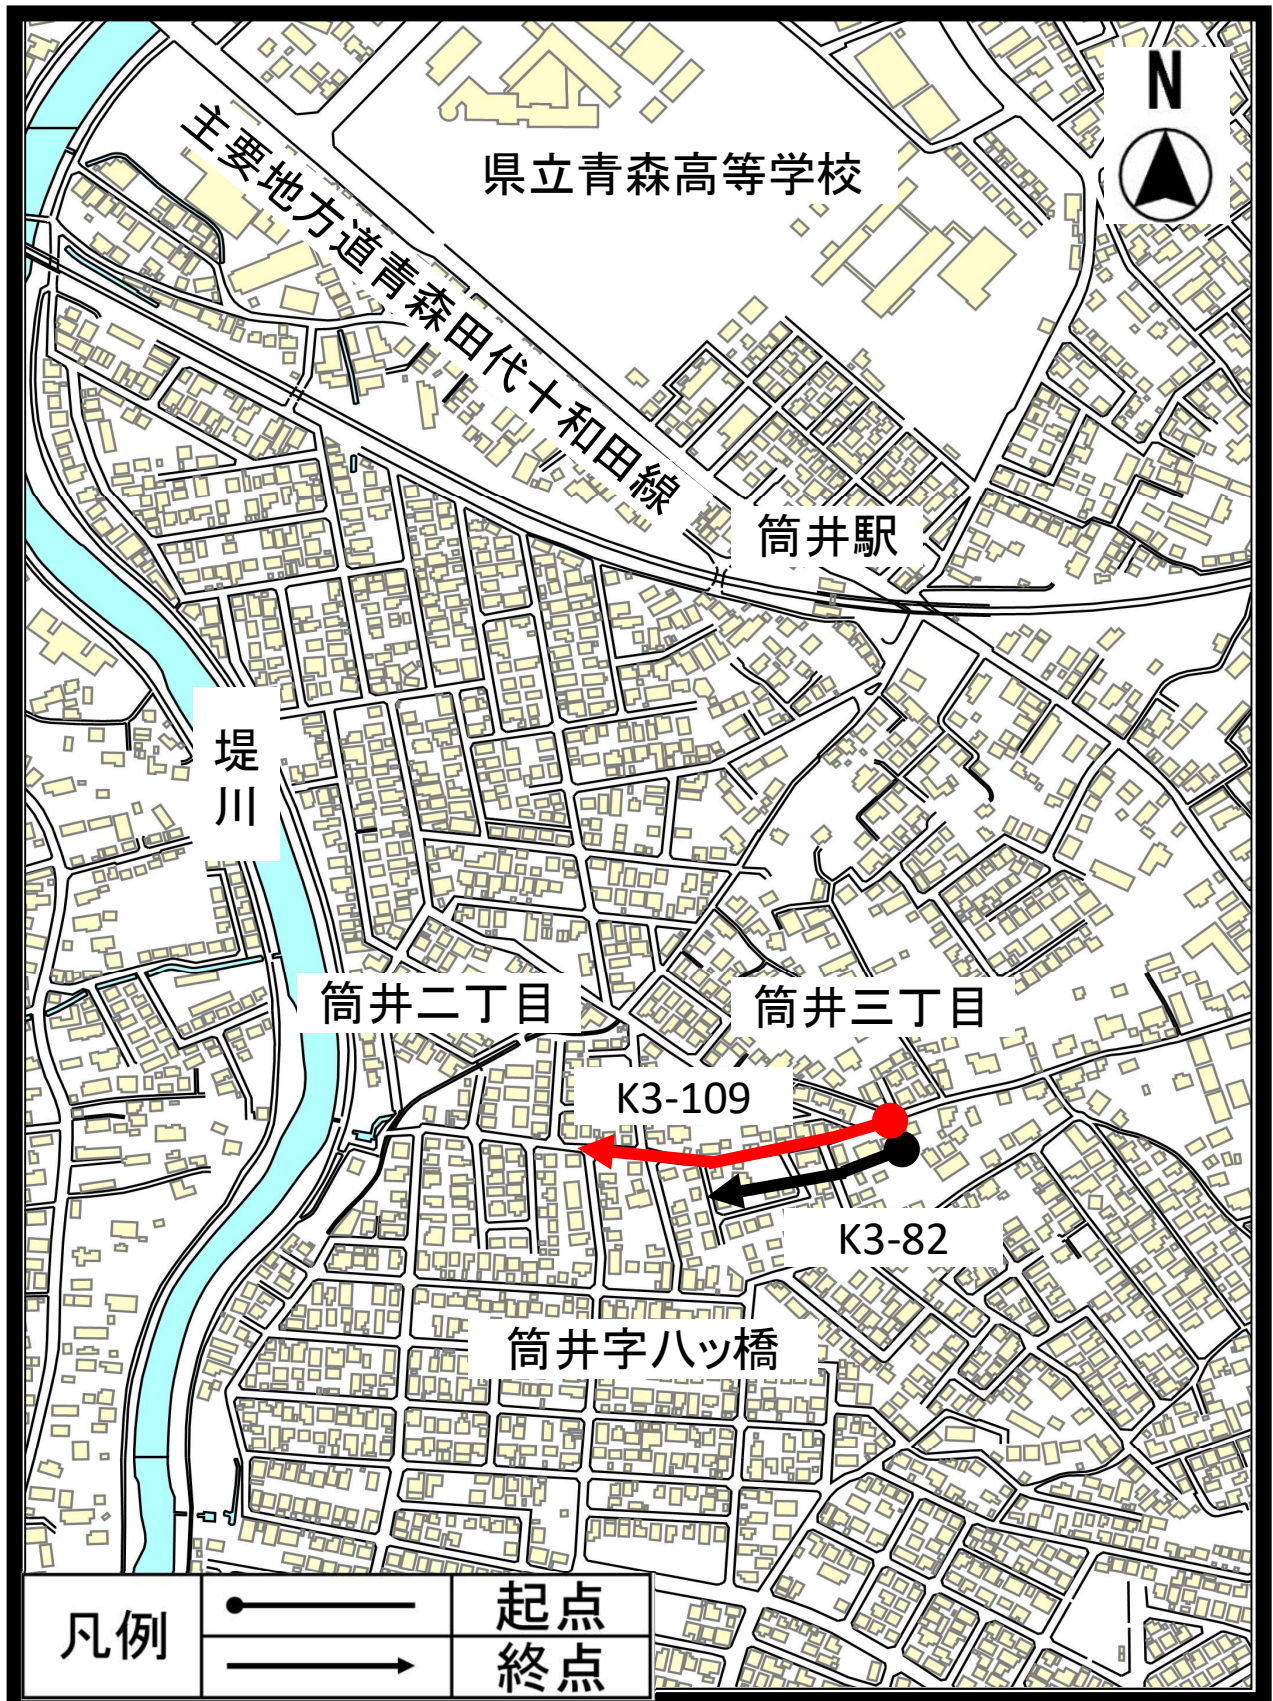 N
県立青森高等学校
主要地方道青森田代十和田線
筒井駅
堤川
筒井二丁目
筒井三丁目
K3-109
K3-82
筒井字八ッ橋
凡例
起点
終点